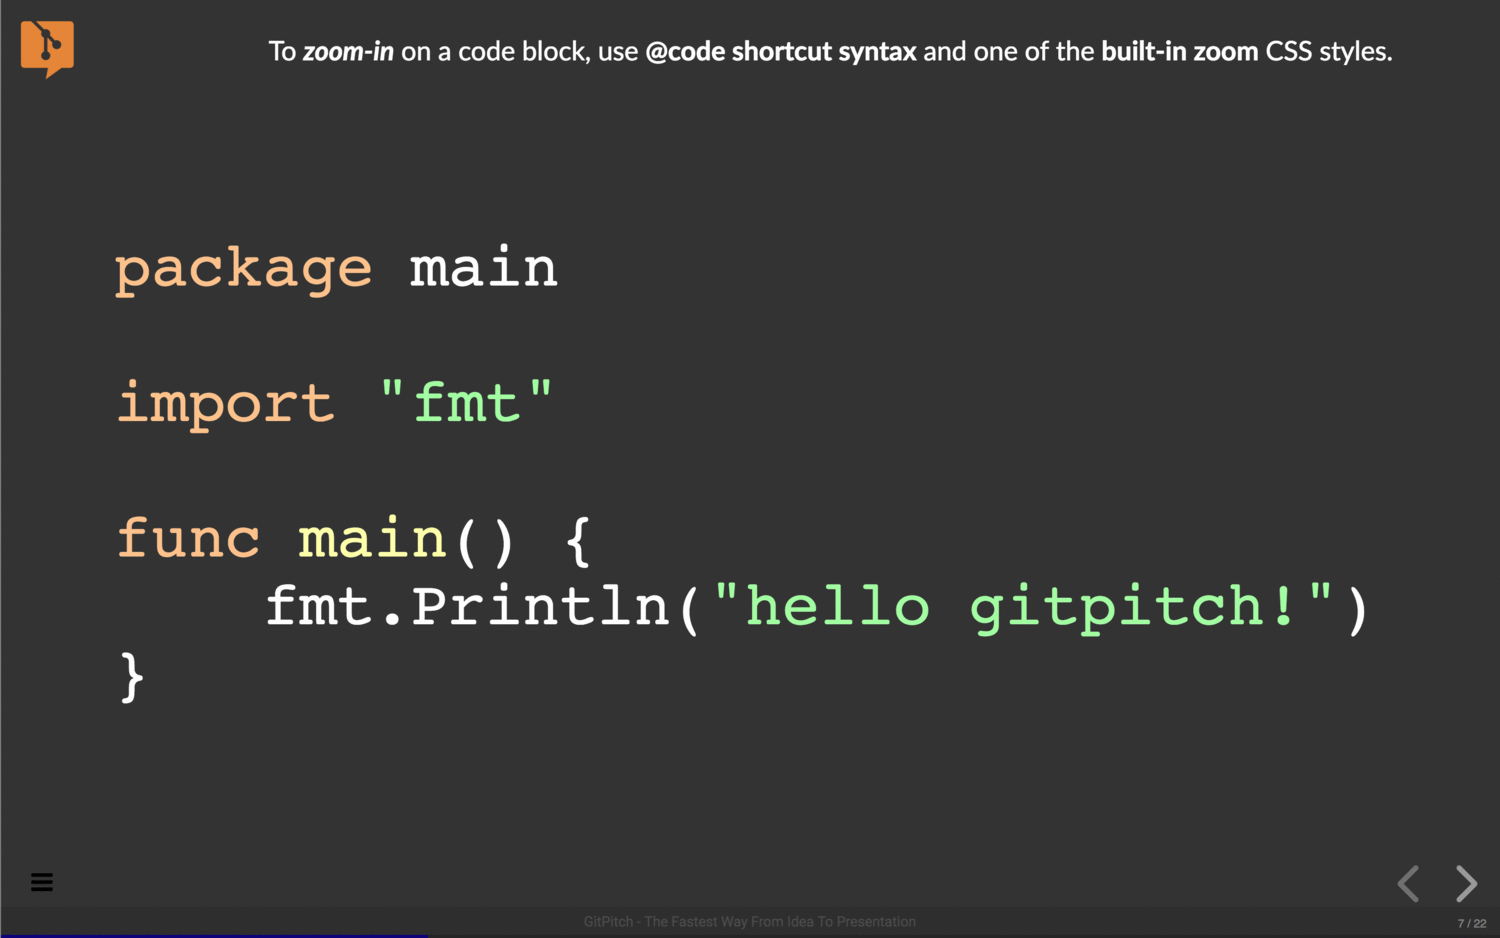 To zoom-in on a code block, use @code shortcut syntax and one of the built-in zoom CSS styles.
package main
import "fmt"
func main() {
    fmt.Println("hello gitpitch!")
}
GitPitch - The Fastest Way From Idea To Presentation
7 / 22